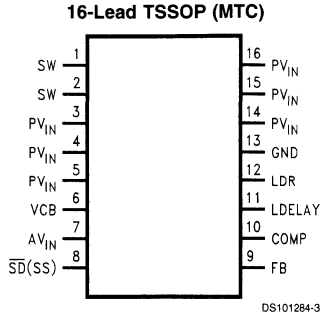 16-Lead TSSOP (MTC)
SW 1 16 PVIN
SW 2 15 PVIN
PVIN 3 14 PVIN
PVIN 4 13 GND
PVIN 5 12 LDR
VCB 6 11 LDELAY
AVIN 7 10 COMP
SD(SS) 8 9 FB
DS101284-3